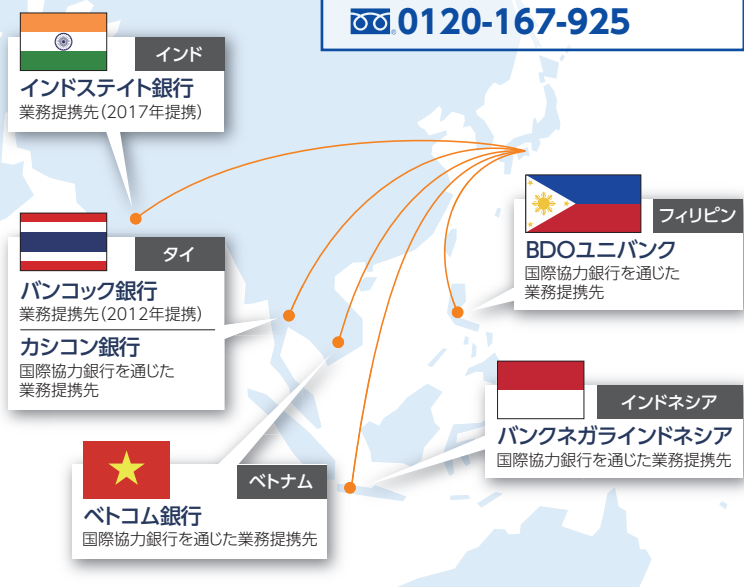 0120-167-925
インド
インドステイト銀行
業務提携先(2017年提携)
タイ
バンコック銀行
業務提携先(2012年提携)
カシコン銀行
国際協力銀行を通じた
業務提携先
フィリピン
BDOユニバンク
国際協力銀行を通じた
業務提携先
インドネシア
バンクネガラインドネシア
国際協力銀行を通じた業務提携先
ベトナム
ベトコム銀行
国際協力銀行を通じた業務提携先